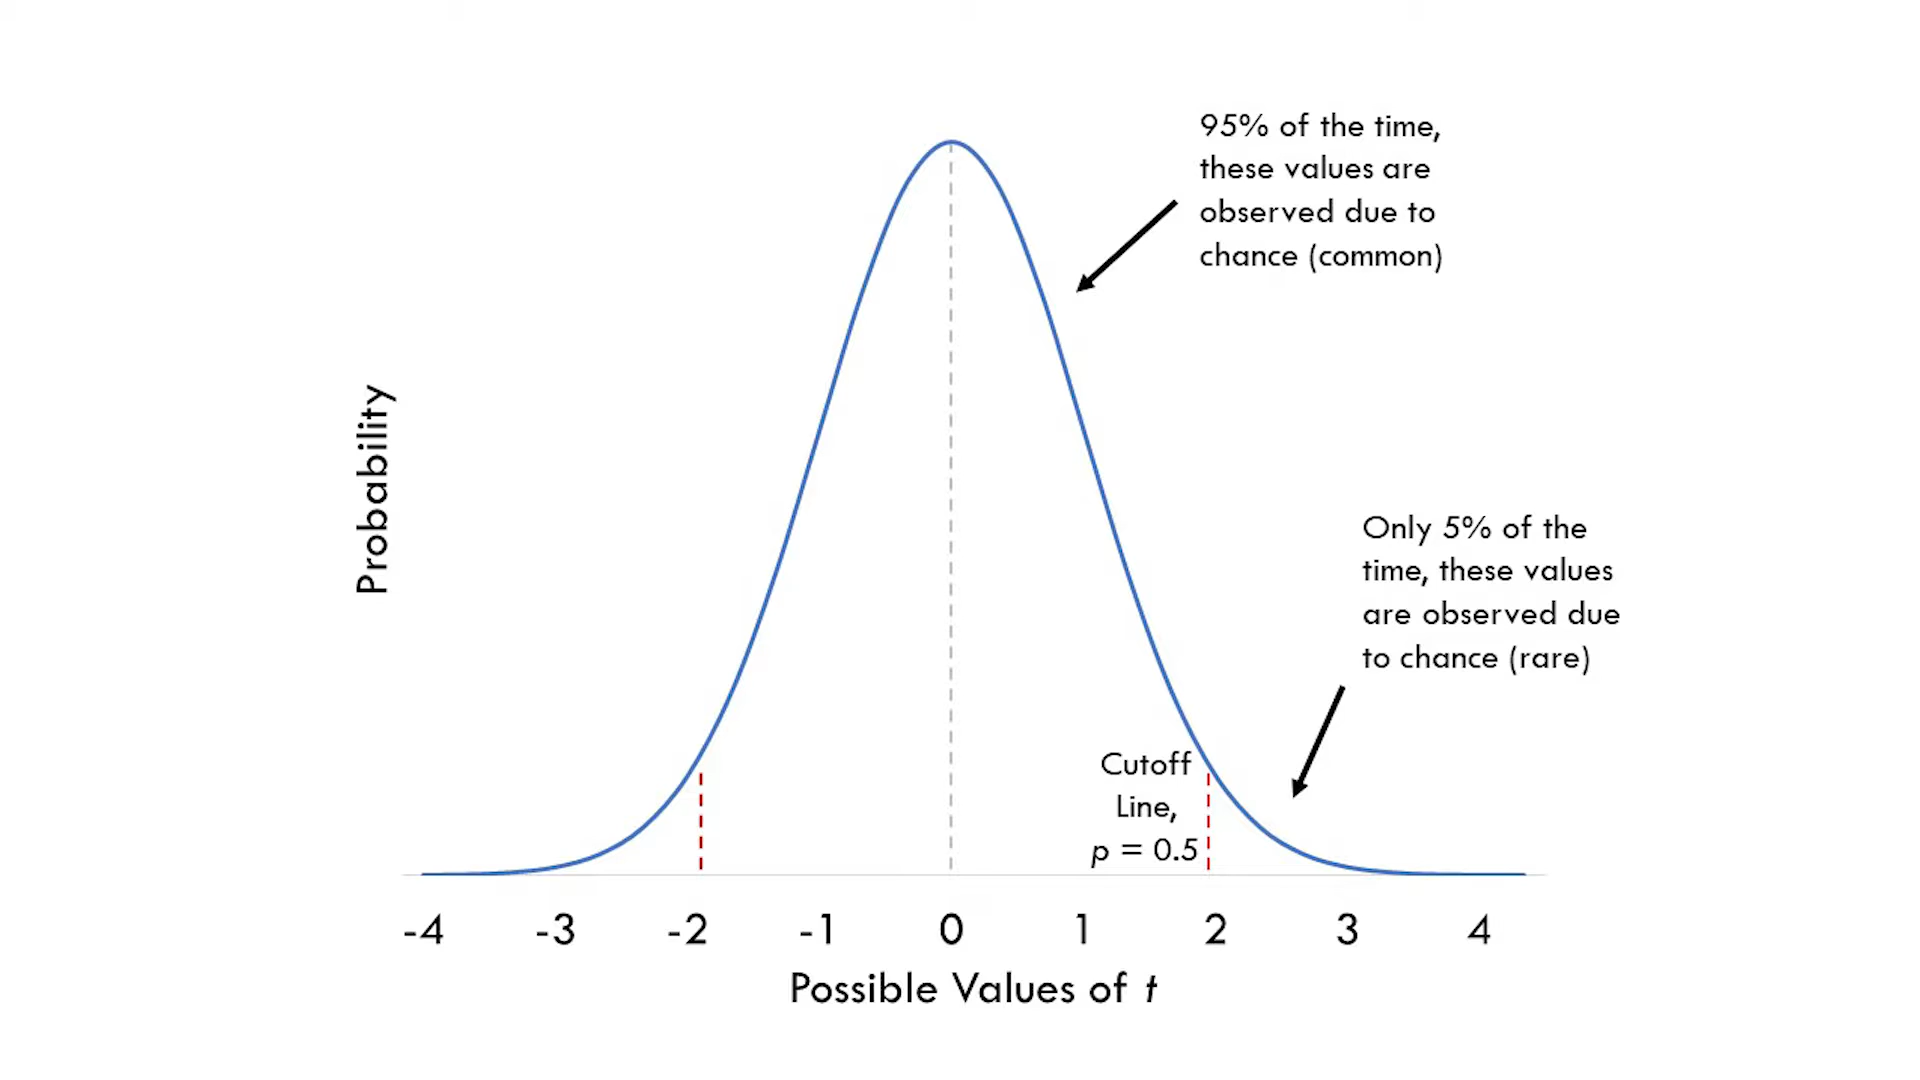 95% of the time,
these values are
observed due to
chance (common)
Probability
Only 5% of the
time, these values
are observed due
to chance (rare)
Cutoff
Line,
p = 0.5
-4 -3 -2 -1 0 1 2 3 4
Possible Values of t